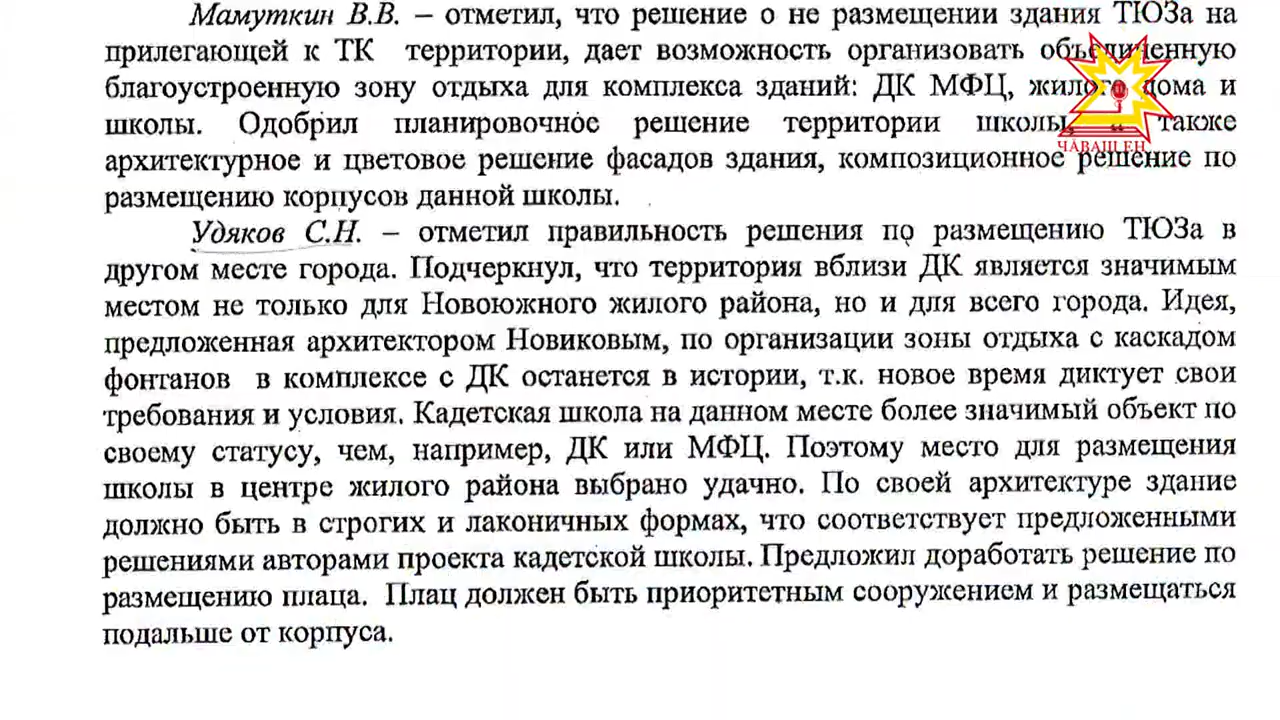 Мамуткин В.В. – отметил, что решение о не размещении здания ТЮЗа на
прилегающей к ТК территории, дает возможность организовать объединенную
благоустроенную зону отдыха для комплекса зданий: ДК МФЦ, жилого дома и
школы. Одобрил планировочное решение территории школы, а также
архитектурное и цветовое решение фасадов здания, композиционное решение по
размещению корпусов данной школы.
Удяков С.Н. – отметил правильность решения по размещению ТЮЗа в
другом месте города. Подчеркнул, что территория вблизи ДК является значимым
местом не только для Новоюжного жилого района, но и для всего города. Идея,
предложенная архитектором Новиковым, по организации зоны отдыха с каскадом
фонтанов в комплексе с ДК останется в истории, т.к. новое время диктует свои
требования и условия. Кадетская школа на данном месте более значимый объект по
своему статусу, чем, например, ДК или МФЦ. Поэтому место для размещения
школы в центре жилого района выбрано удачно. По своей архитектуре здание
должно быть в строгих и лаконичных формах, что соответствует предложенными
решениями авторами проекта кадетской школы. Предложил доработать решение по
размещению плаца. Плац должен быть приоритетным сооружением и размещаться
подальше от корпуса.
ЧĂВАШ ЕН